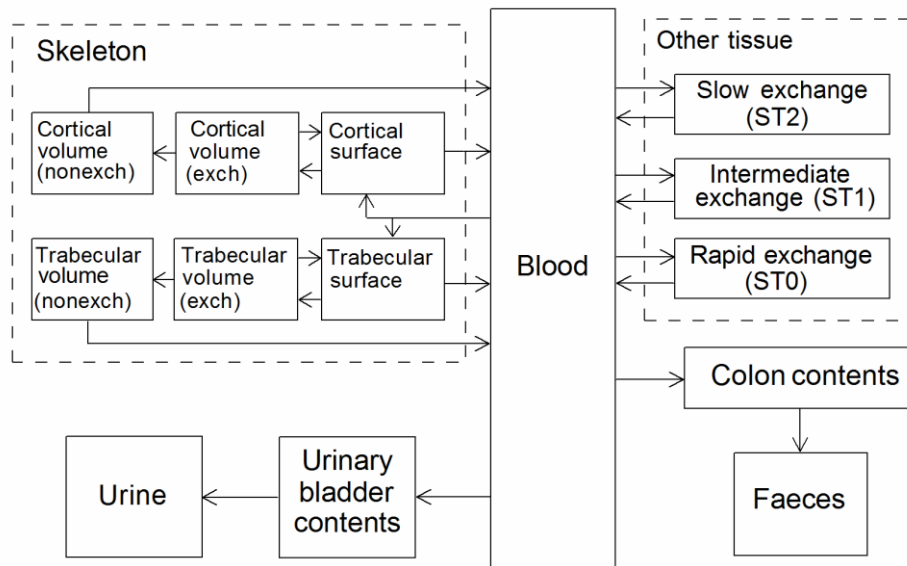 Skeleton
Cortical
volume
(nonexch)
Cortical
volume
(exch)
Cortical
surface
Trabecular
volume
(nonexch)
Trabecular
volume
(exch)
Trabecular
surface
Blood
Other tissue
Slow exchange
(ST2)
Intermediate
exchange (ST1)
Rapid exchange
(ST0)
Colon contents
Faeces
Urinary
bladder
contents
Urine